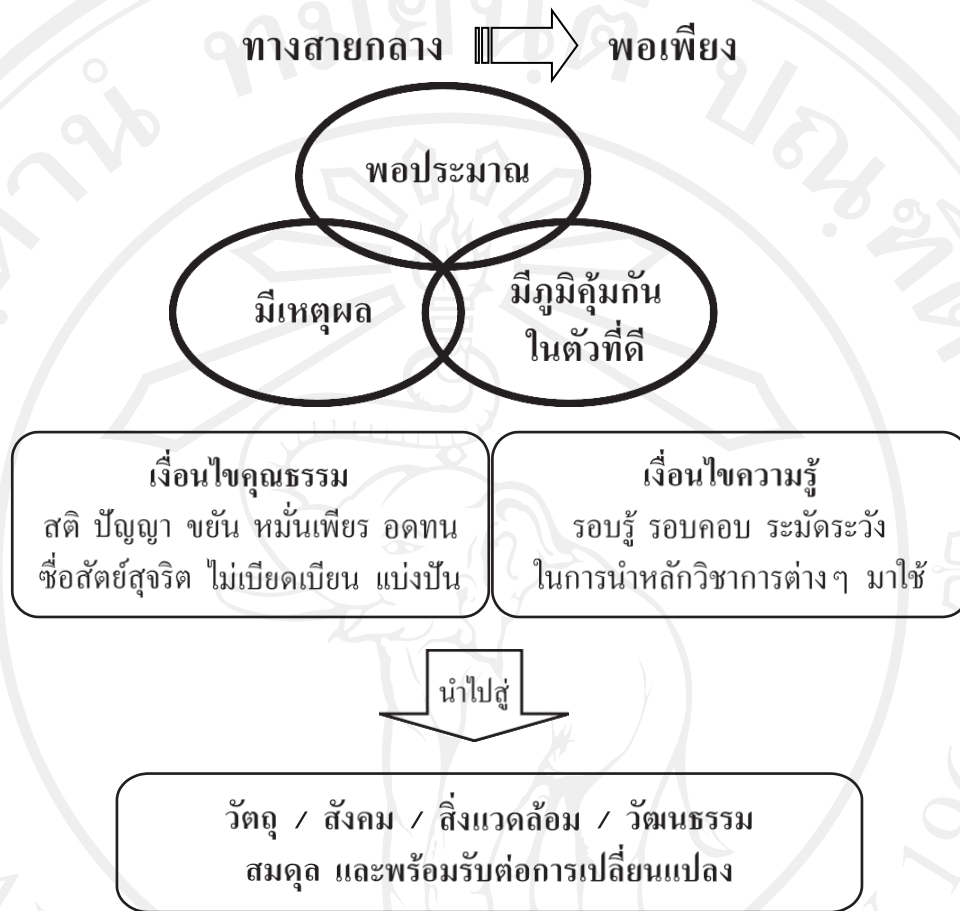 ทางสายกลาง พอเพียง
พอประมาณ
มีเหตุผล
มีภูมิคุ้มกัน
ในตัวที่ดี
เงื่อนไขคุณธรรม
สติ ปัญญา ขยัน หมั่นเพียร อดทน
ซื่อสัตย์สุจริต ไม่เบียดเบียน แบ่งปัน
เงื่อนไขความรู้
รอบรู้ รอบคอบ ระมัดระวัง
ในการนำหลักวิชาการต่างๆ มาใช้
นำไปสู่
วัตถุ / สังคม / สิ่งแวดล้อม / วัฒนธรรม
สมดุล และพร้อมรับต่อการเปลี่ยนแปลง